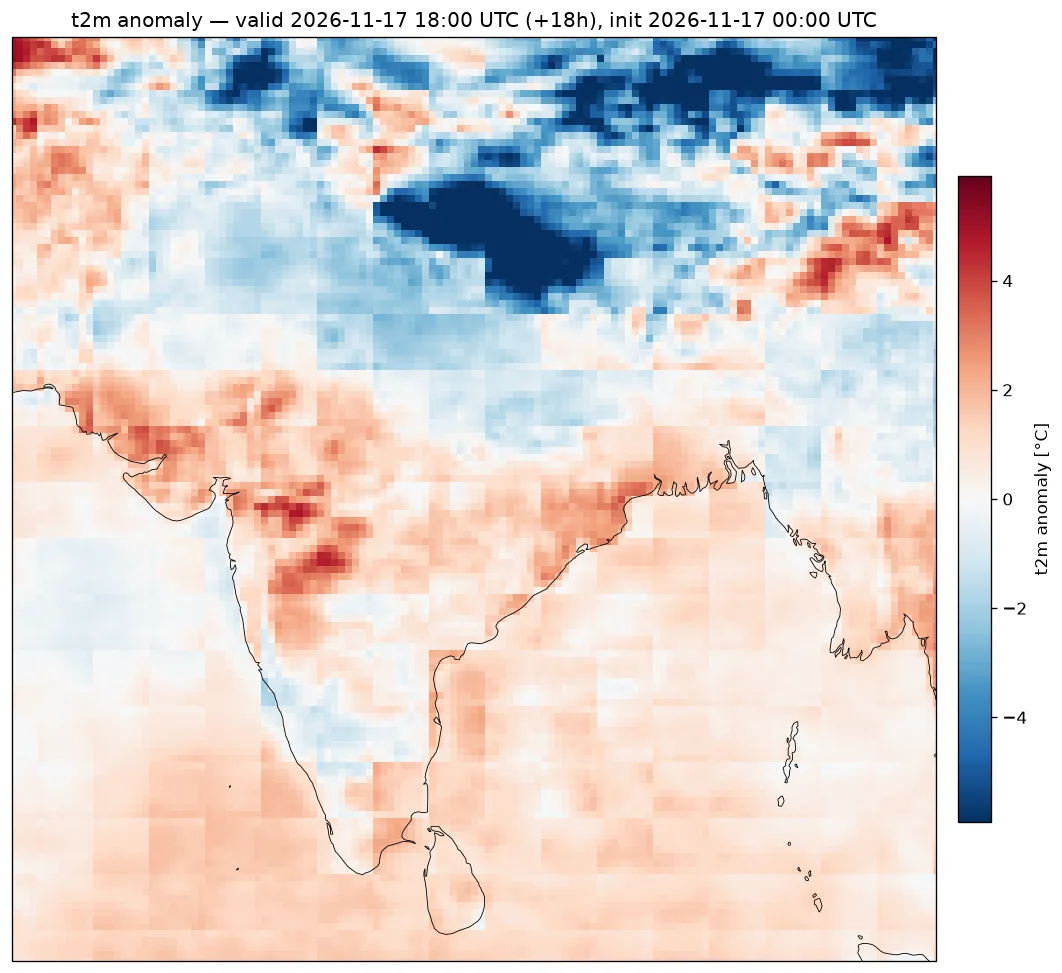 t2m anomaly — valid 2026-11-17 18:00 UTC (+18h), init 2026-11-17 00:00 UTC
4
2
0
−2
−4
t2m anomaly [°C]